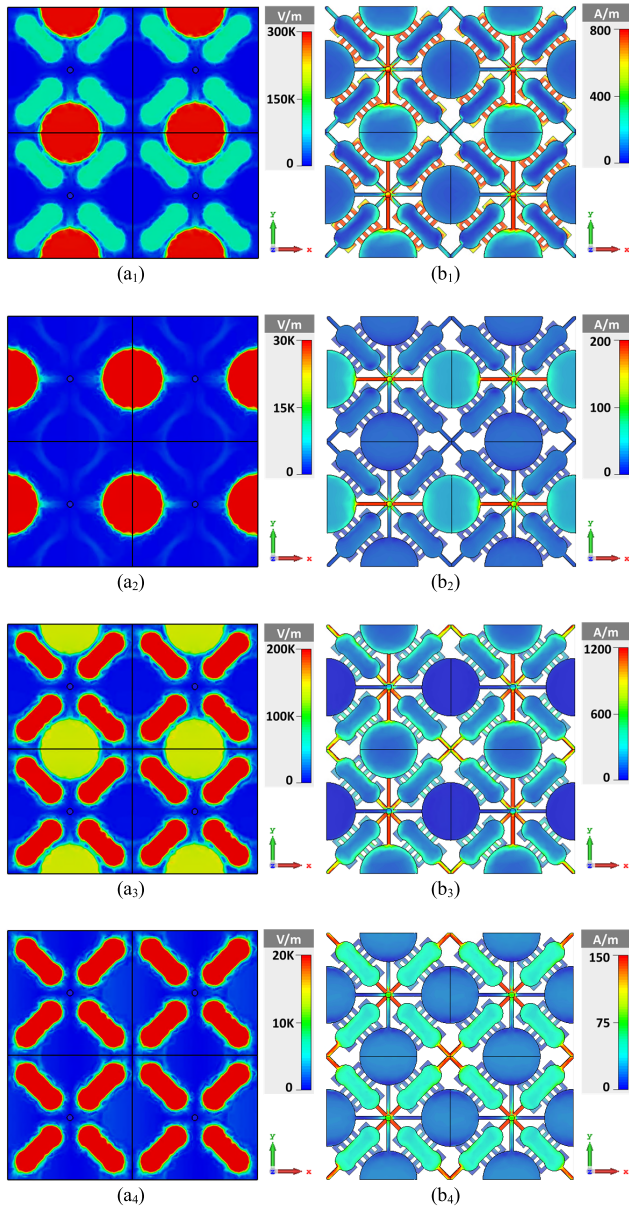 V/m
300K
150K
0
y
x
(a₁)
A/m
800
400
0
y
x
(b₁)
V/m
30K
15K
0
y
x
(a₂)
A/m
200
100
0
y
x
(b₂)
V/m
200K
100K
0
y
x
(a₃)
A/m
1200
600
0
y
x
(b₃)
V/m
20K
10K
0
y
x
(a₄)
A/m
150
75
0
y
x
(b₄)